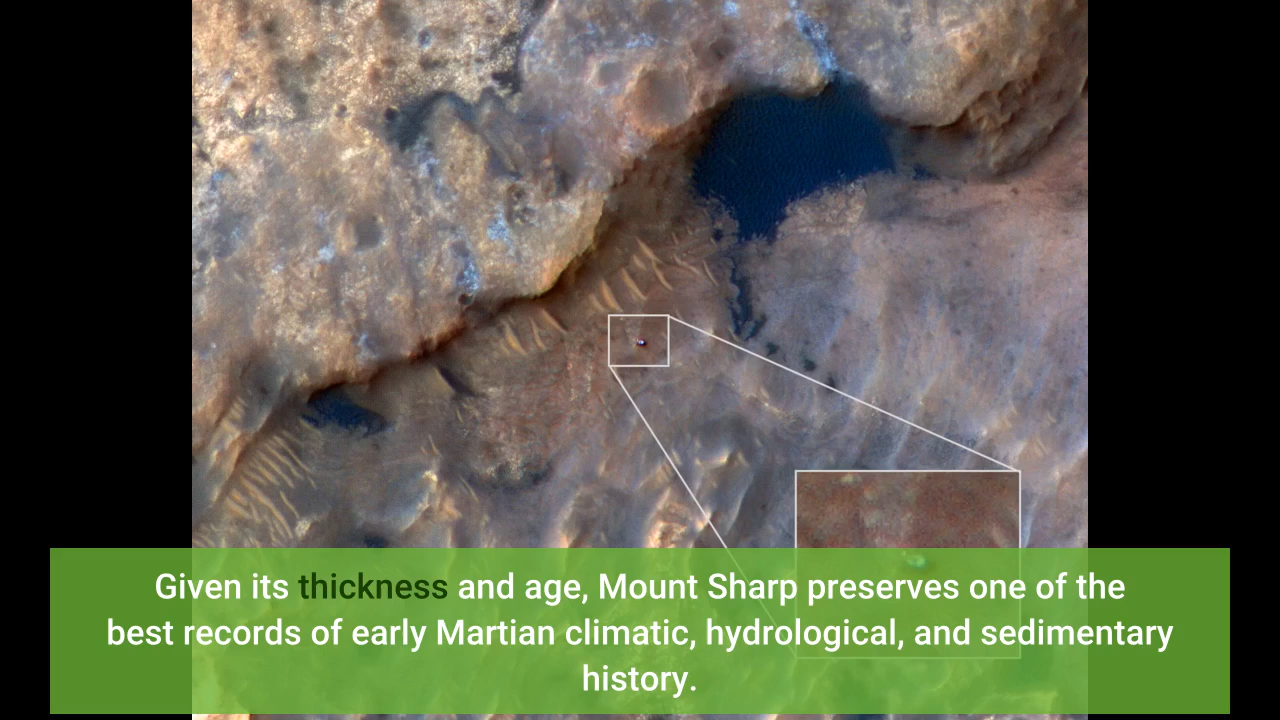 Given its thickness and age, Mount Sharp preserves one of the
best records of early Martian climatic, hydrological, and sedimentary
history.